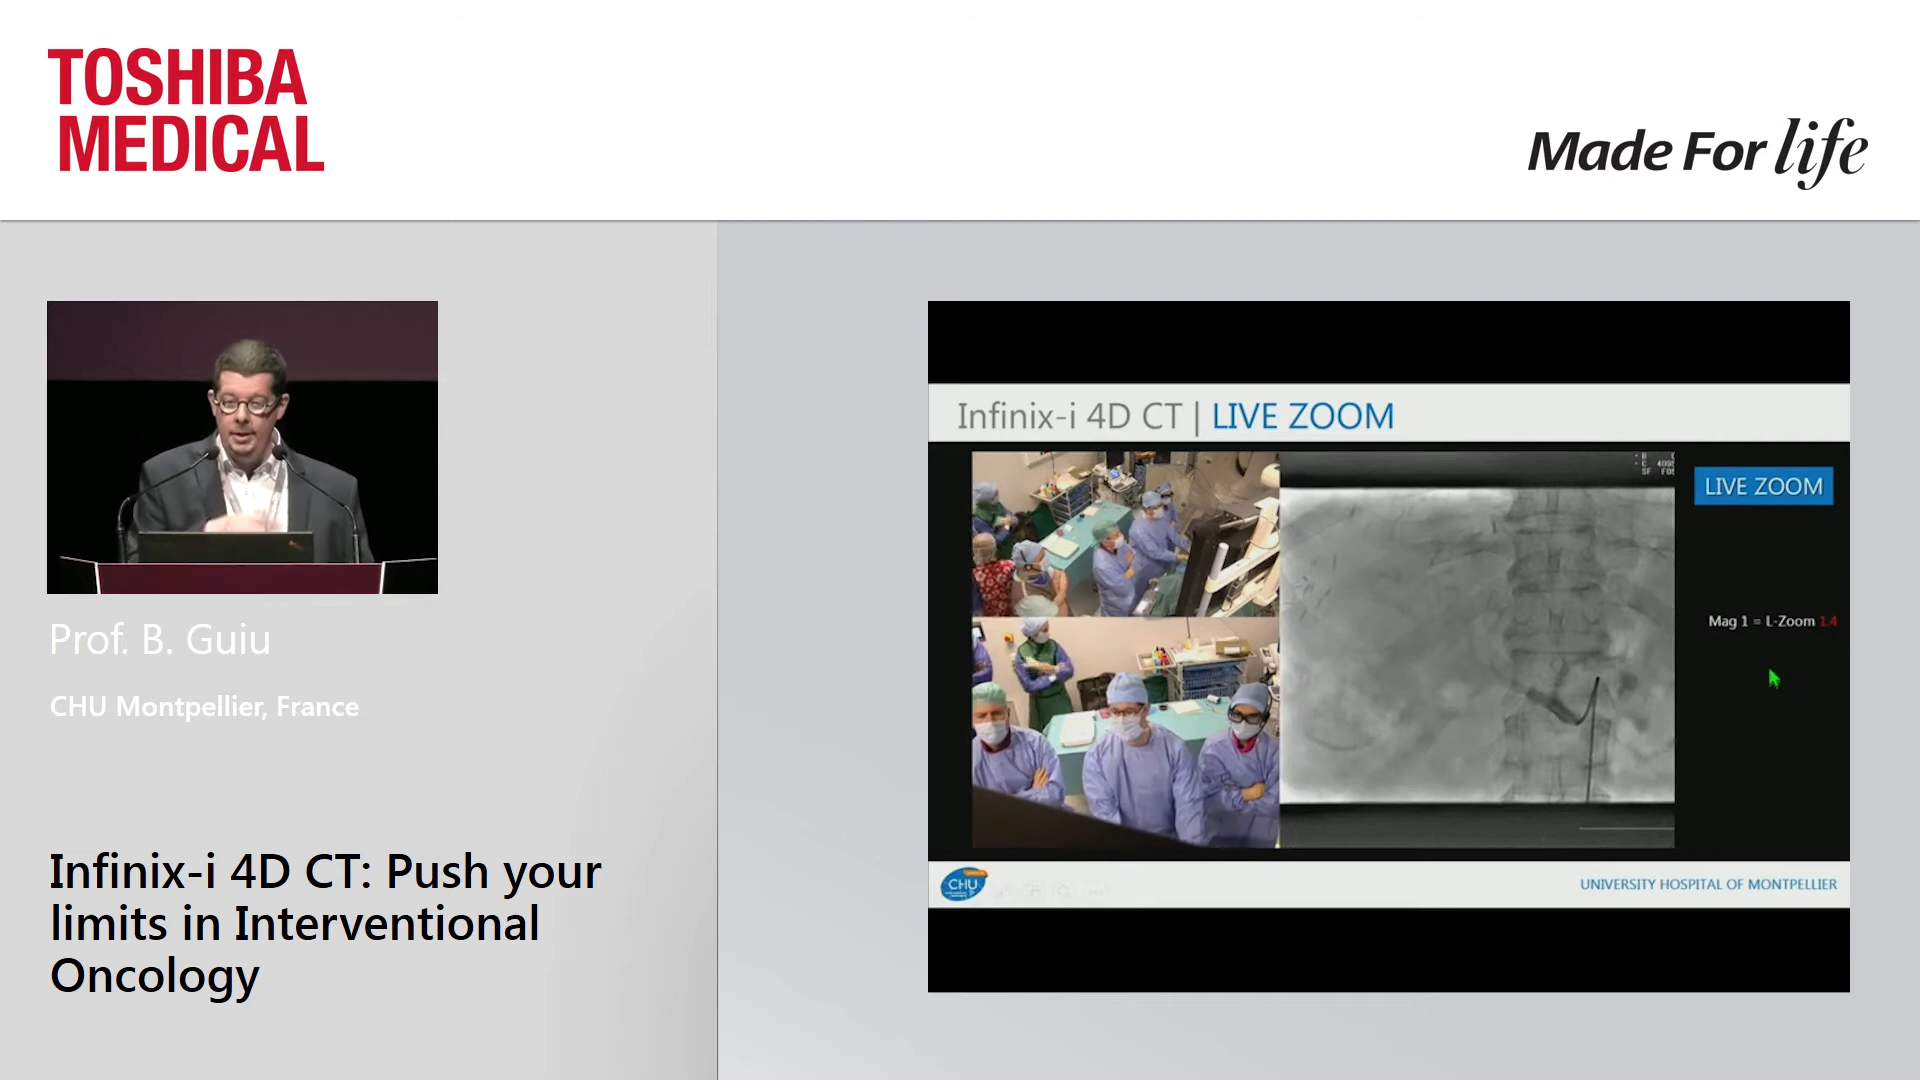 TOSHIBA
MEDICAL
Made For life
Infinix-i 4D CT | LIVE ZOOM
LIVE ZOOM
Mag 1 = L-Zoom 1.4
CHU
UNIVERSITY HOSPITAL OF MONTPELLIER
Prof. B. Guiu
CHU Montpellier, France
Infinix-i 4D CT: Push your
limits in Interventional
Oncology